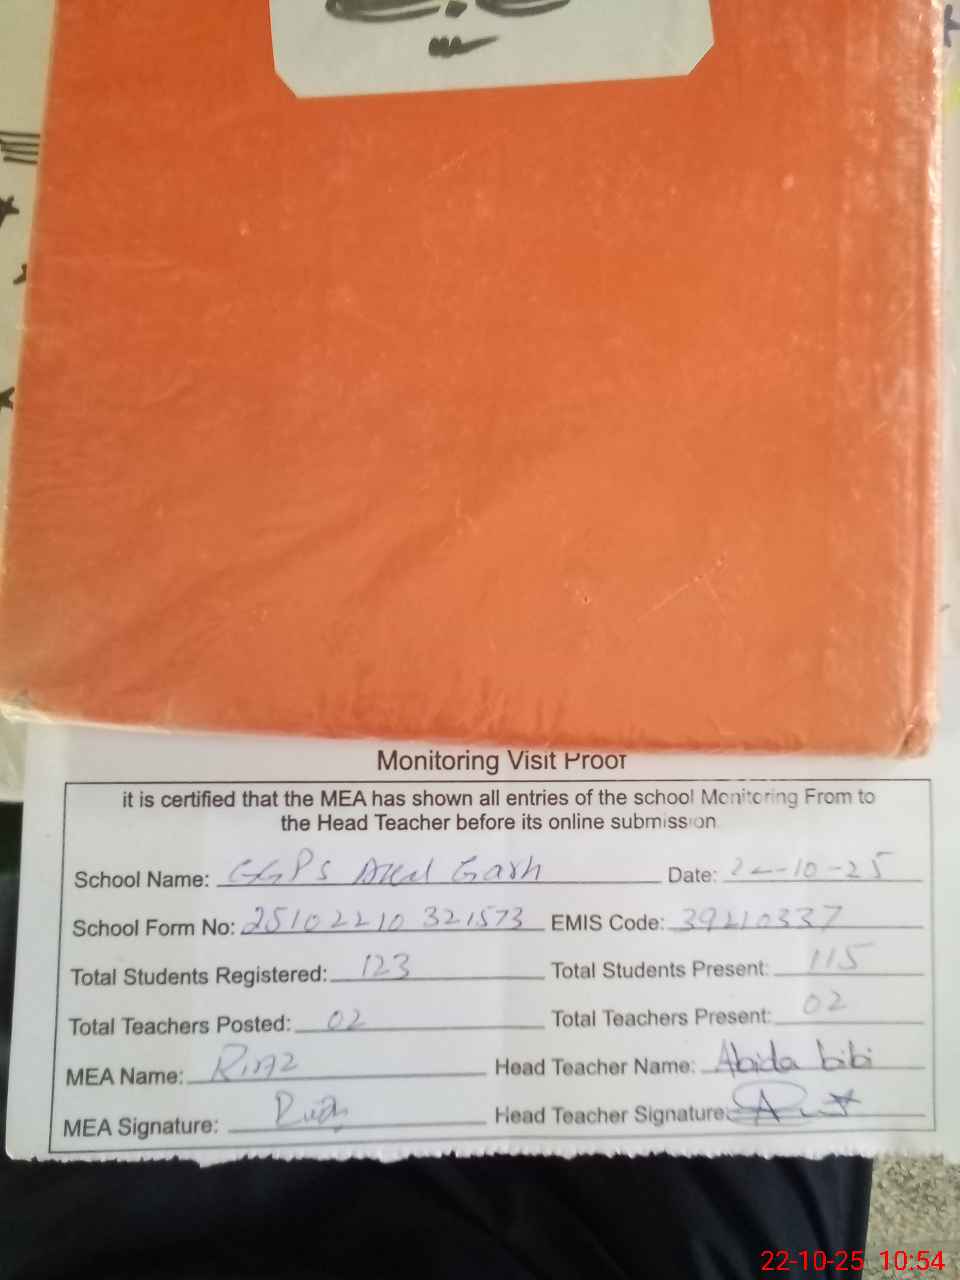 Monitoring Visit Proof
it is certified that the MEA has shown all entries of the school Monitoring From to
the Head Teacher before its online submission
School Name: GGPS Garh Date: 22-10-25
School Form No: 25102210 321573 EMIS Code: 39210337
Total Students Registered: 123 Total Students Present: 115
Total Teachers Posted: 02 Total Teachers Present: 02
MEA Name: Head Teacher Name: Abida bibi
MEA Signature: Head Teacher Signature
22-10-25 10:54